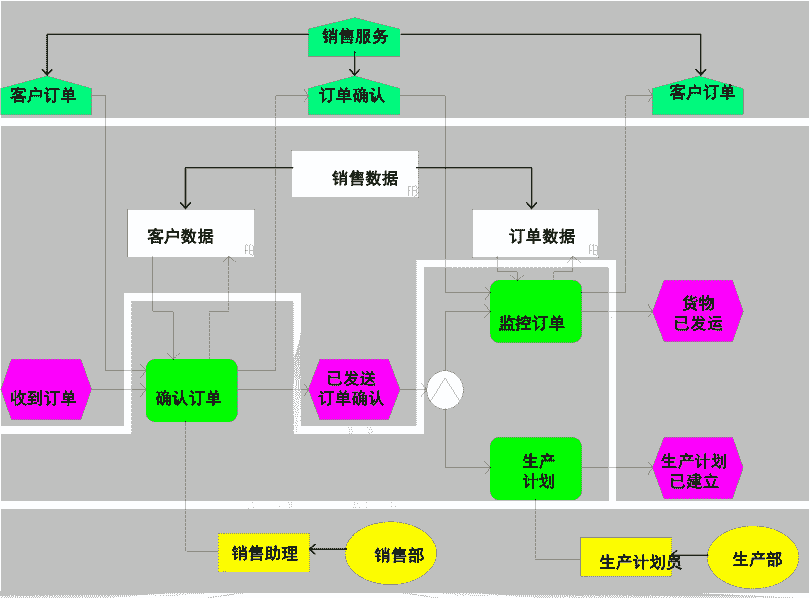 销售服务
客户订单
订单确认
客户订单
销售数据
FB
客户数据
FB
订单数据
FB
监控订单
货物
已发运
收到订单
确认订单
已发送
订单确认
生产
计划
生产计划
已建立
销售助理
销售部
生产计划员
生产部